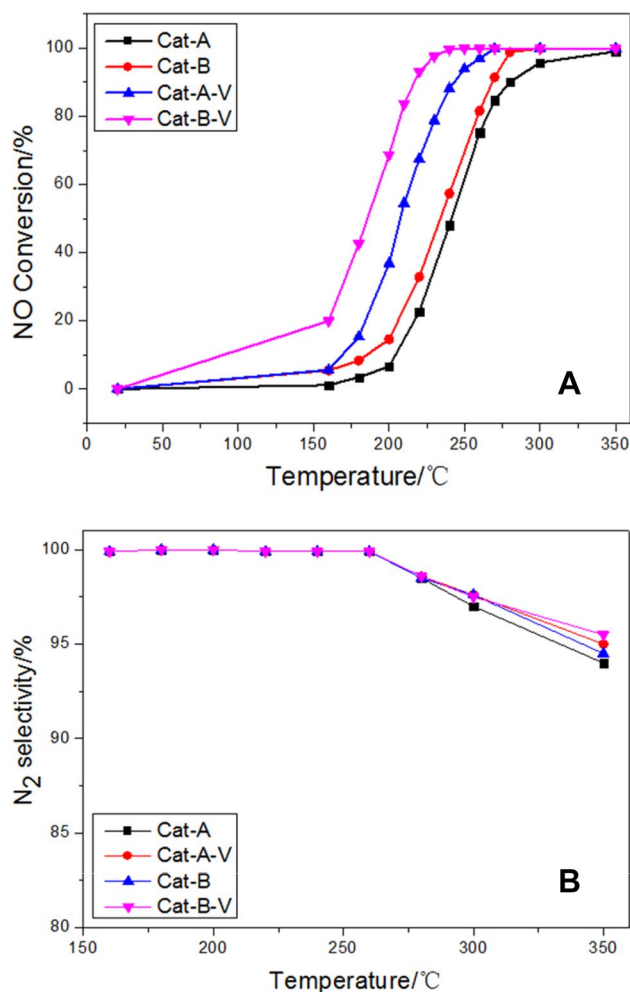 100
80
60
40
20
0
NO Conversion/%
Cat-A
Cat-B
Cat-A-V
Cat-B-V
A
0 50 100 150 200 250 300 350
Temperature/℃
100
95
90
85
80
N2 selectivity/%
Cat-A
Cat-A-V
Cat-B
Cat-B-V
B
150 200 250 300 350
Temperature/℃